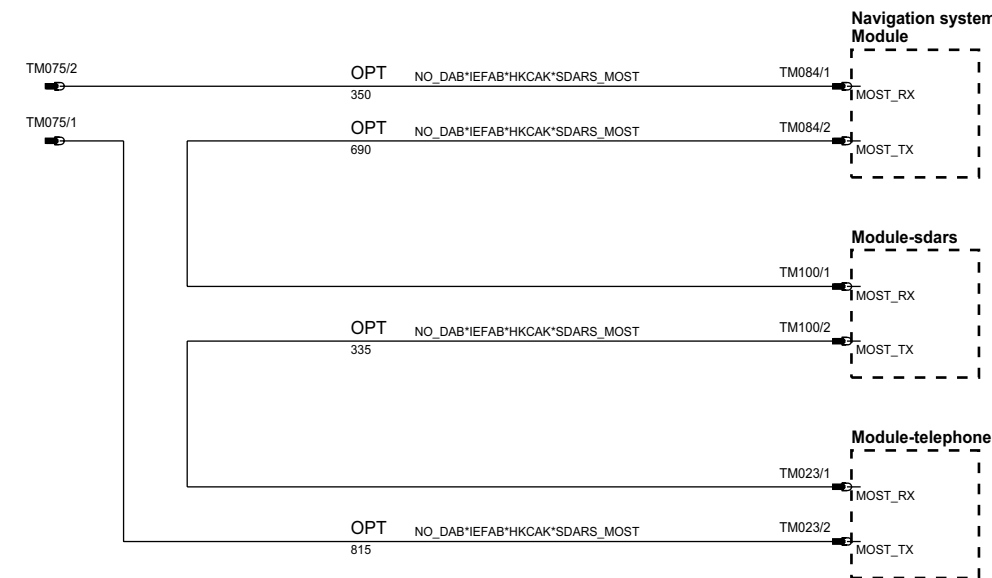 Navigation system
Module
TM075/2
OPT
NO_DAB*IEFAB*HKCAK*SDARS_MOST
TM084/1
350
MOST_RX
TM075/1
OPT
NO_DAB*IEFAB*HKCAK*SDARS_MOST
TM084/2
690
MOST_TX
Module-sdars
TM100/1
MOST_RX
OPT
NO_DAB*IEFAB*HKCAK*SDARS_MOST
TM100/2
335
MOST_TX
Module-telephone
TM023/1
MOST_RX
OPT
NO_DAB*IEFAB*HKCAK*SDARS_MOST
TM023/2
815
MOST_TX